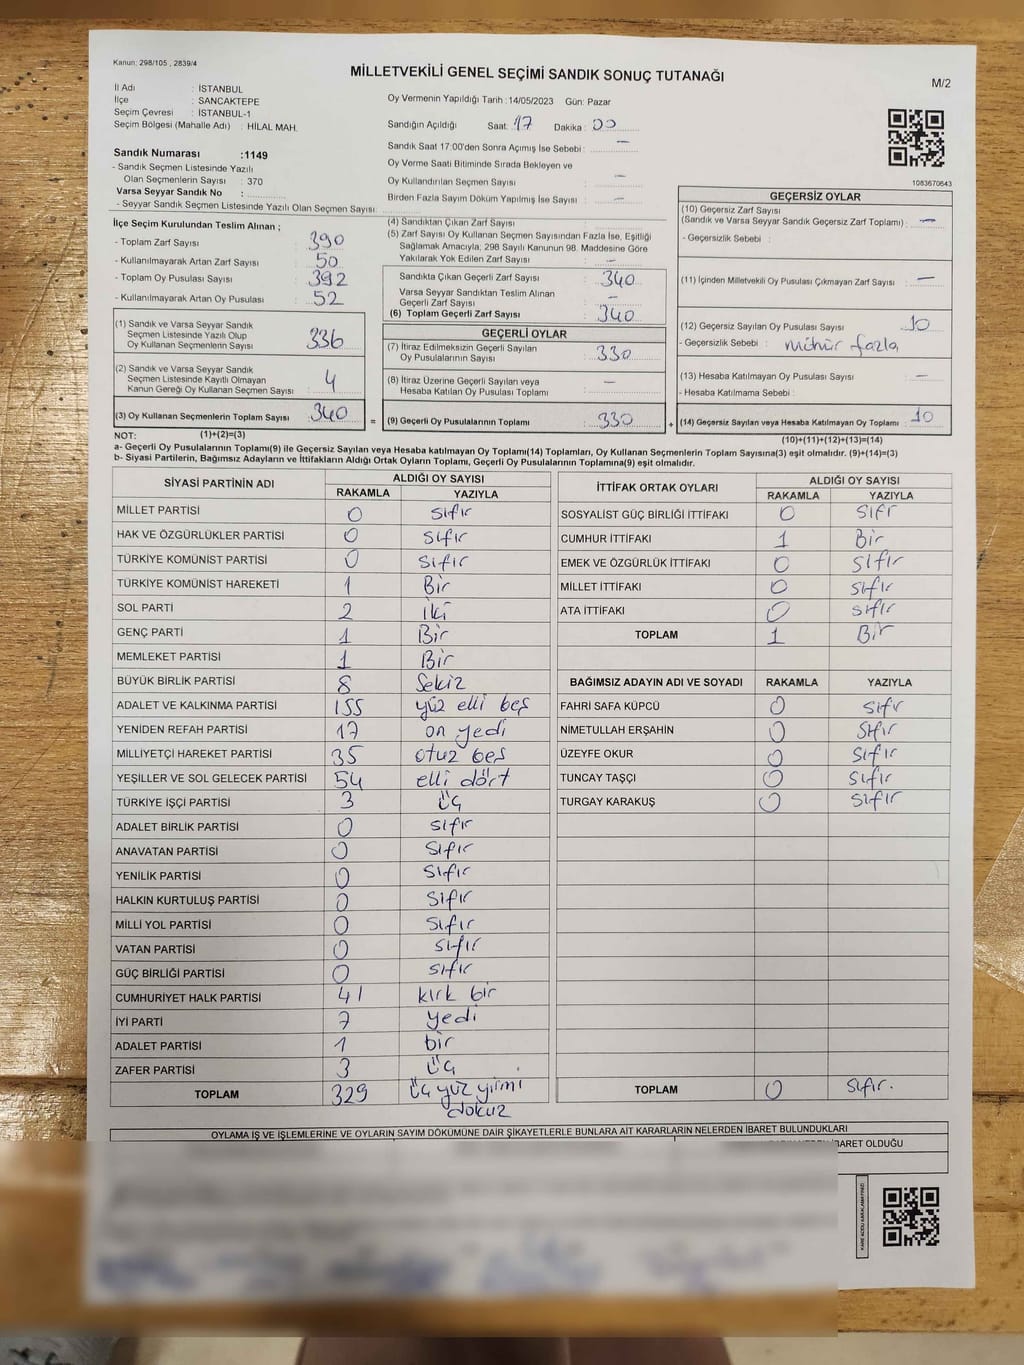 Kanun: 298/105 , 2839/4
MİLLETVEKİLİ GENEL SEÇİMİ SANDIK SONUÇ TUTANAĞI
M/2
İl Adı : İSTANBUL
İlçe : SANCAKTEPE
Seçim Çevresi : İSTANBUL-1
Seçim Bölgesi (Mahalle Adı) : HİLAL MAH.
Sandık Numarası :1149
- Sandık Seçmen Listesinde Yazılı
Olan Seçmenlerin Sayısı : 370
Varsa Seyyar Sandık No :
- Seyyar Sandık Seçmen Listesinde Yazılı Olan Seçmen Sayısı:
Oy Vermenin Yapıldığı Tarih :14/05/2023 Gün: Pazar
Sandığın Açıldığı Saat: 17 Dakika : 00
Sandık Saat 17:00'den Sonra Açımış İse Sebebi : —
Oy Verme Saati Bitiminde Sırada Bekleyen ve
Oy Kullandırılan Seçmen Sayısı : —
Birden Fazla Sayım Döküm Yapılmış İse Sayısı : —
1083670643
İlçe Seçim Kurulundan Teslim Alınan ;
- Toplam Zarf Sayısı : 390
- Kullanılmayarak Artan Zarf Sayısı : 50
- Toplam Oy Pusulası Sayısı : 392
- Kullanılmayarak Artan Oy Pusulası : 52
(1) Sandık ve Varsa Seyyar Sandık
Seçmen Listesinde Yazılı Olup
Oy Kullanan Seçmenlerin Sayısı : 336
(2) Sandık ve Varsa Seyyar Sandık
Seçmen Listesinde Kayıtlı Olmayan
Kanun Gereği Oy Kullanan Seçmen Sayısı : 4
(3) Oy Kullanan Seçmenlerin Toplam Sayısı : 340 =
(4) Sandıktan Çıkan Zarf Sayısı :
(5) Zarf Sayısı Oy Kullanan Seçmen Sayısından Fazla İse, Eşitliği
Sağlamak Amacıyla, 298 Sayılı Kanunun 98. Maddesine Göre
Yakılarak Yok Edilen Zarf Sayısı : —
Sandıkta Çıkan Geçerli Zarf Sayısı : 340
Varsa Seyyar Sandıktan Teslim Alınan
Geçerli Zarf Sayısı : —
(6) Toplam Geçerli Zarf Sayısı : 340
GEÇERLİ OYLAR
(7) İtiraz Edilmeksizin Geçerli Sayılan
Oy Pusulalarının Sayısı : 330
(8) İtiraz Üzerine Geçerli Sayılan veya
Hesaba Katılan Oy Pusulası Toplamı : —
(9) Geçerli Oy Pusulalarının Toplamı : 330 +
GEÇERSİZ OYLAR
(10) Geçersiz Zarf Sayısı
(Sandık ve Varsa Seyyar Sandık Geçersiz Zarf Toplamı) : —
- Geçersizlik Sebebi :
(11) İçinden Milletvekili Oy Pusulası Çıkmayan Zarf Sayısı : —
(12) Geçersiz Sayılan Oy Pusulası Sayısı : 10
- Geçersizlik Sebebi : mühür fazla
(13) Hesaba Katılmayan Oy Pusulası Sayısı : —
- Hesaba Katılmama Sebebi :
(14) Geçersiz Sayılan veya Hesaba Katılmayan Oy Toplamı : 10
NOT: (1)+(2)=(3)
(10)+(11)+(12)+(13)=(14)
a- Geçerli Oy Pusulalarının Toplamı(9) ile Geçersiz Sayılan veya Hesaba katılmayan Oy Toplamı(14) Toplamları, Oy Kullanan Seçmenlerin Toplam Sayısına(3) eşit olmalıdır. (9)+(14)=(3)
b- Siyasi Partilerin, Bağımsız Adayların ve İttifakların Aldığı Ortak Oyların Toplamı, Geçerli Oy Pusulalarının Toplamına(9) eşit olmalıdır.
SİYASİ PARTİNİN ADI ALDIĞI OY SAYISI
RAKAMLA YAZIYLA
MİLLET PARTİSİ 0 sıfır
HAK VE ÖZGÜRLÜKLER PARTİSİ 0 sıfır
TÜRKİYE KOMÜNİST PARTİSİ 0 sıfır
TÜRKİYE KOMÜNİST HAREKETİ 1 Bir
SOL PARTİ 2 iki
GENÇ PARTİ 1 Bir
MEMLEKET PARTİSİ 1 Bir
BÜYÜK BİRLİK PARTİSİ 8 Sekiz
ADALET VE KALKINMA PARTİSİ 155 yüz elli beş
YENİDEN REFAH PARTİSİ 17 on yedi
MİLLİYETÇİ HAREKET PARTİSİ 35 otuz beş
YEŞİLLER VE SOL GELECEK PARTİSİ 54 elli dört
TÜRKİYE İŞÇİ PARTİSİ 3 Üç
ADALET BİRLİK PARTİSİ 0 sıfır
ANAVATAN PARTİSİ 0 sıfır
YENİLİK PARTİSİ 0 sıfır
HALKIN KURTULUŞ PARTİSİ 0 sıfır
MİLLİ YOL PARTİSİ 0 sıfır
VATAN PARTİSİ 0 sıfır
GÜÇ BİRLİĞİ PARTİSİ 0 sıfır
CUMHURİYET HALK PARTİSİ 41 kırk bir
İYİ PARTİ 7 yedi
ADALET PARTİSİ 1 bir
ZAFER PARTİSİ 3 Üç
TOPLAM 329 Üç yüz yirmi
dokuz
İTTİFAK ORTAK OYLARI ALDIĞI OY SAYISI
RAKAMLA YAZIYLA
SOSYALİST GÜÇ BİRLİĞİ İTTİFAKI 0 sıfr
CUMHUR İTTİFAKI 1 Bir
EMEK VE ÖZGÜRLÜK İTTİFAKI 0 sıfır
MİLLET İTTİFAKI 0 sıfır
ATA İTTİFAKI 0 sıfır
TOPLAM 1 Bir
BAĞIMSIZ ADAYIN ADI VE SOYADI RAKAMLA YAZIYLA
FAHRİ SAFA KÜPCÜ 0 sıfır
NİMETULLAH ERŞAHİN 0 sıfır
ÜZEYFE OKUR 0 sıfır
TUNCAY TAŞÇI 0 sıfır
TURGAY KARAKUŞ 0 sıfır
TOPLAM 0 sıfır.
OYLAMA İŞ VE İŞLEMLERİNE VE OYLARIN SAYIM DÖKÜMÜNE DAİR ŞİKAYETLERLE BUNLARA AİT KARARLARIN NELERDEN İBARET BULUNDUKLARI
İBARET OLDUĞU